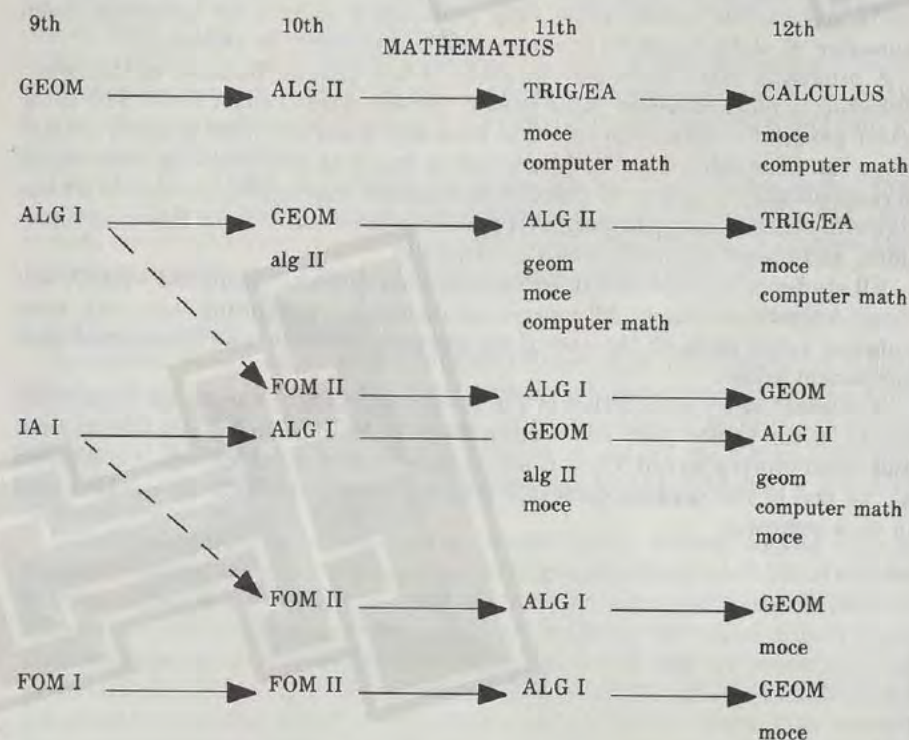 9th 10th 11th 12th
MATHEMATICS
GEOM ALG II TRIG/EA CALCULUS
moce moce
computer math computer math
ALG I GEOM ALG II TRIG/EA
alg II geom moce
moce computer math
computer math
FOM II ALG I GEOM
IA I ALG I GEOM ALG II
alg II geom
moce computer math
moce
FOM II ALG I GEOM
moce
FOM I FOM II ALG I GEOM
moce